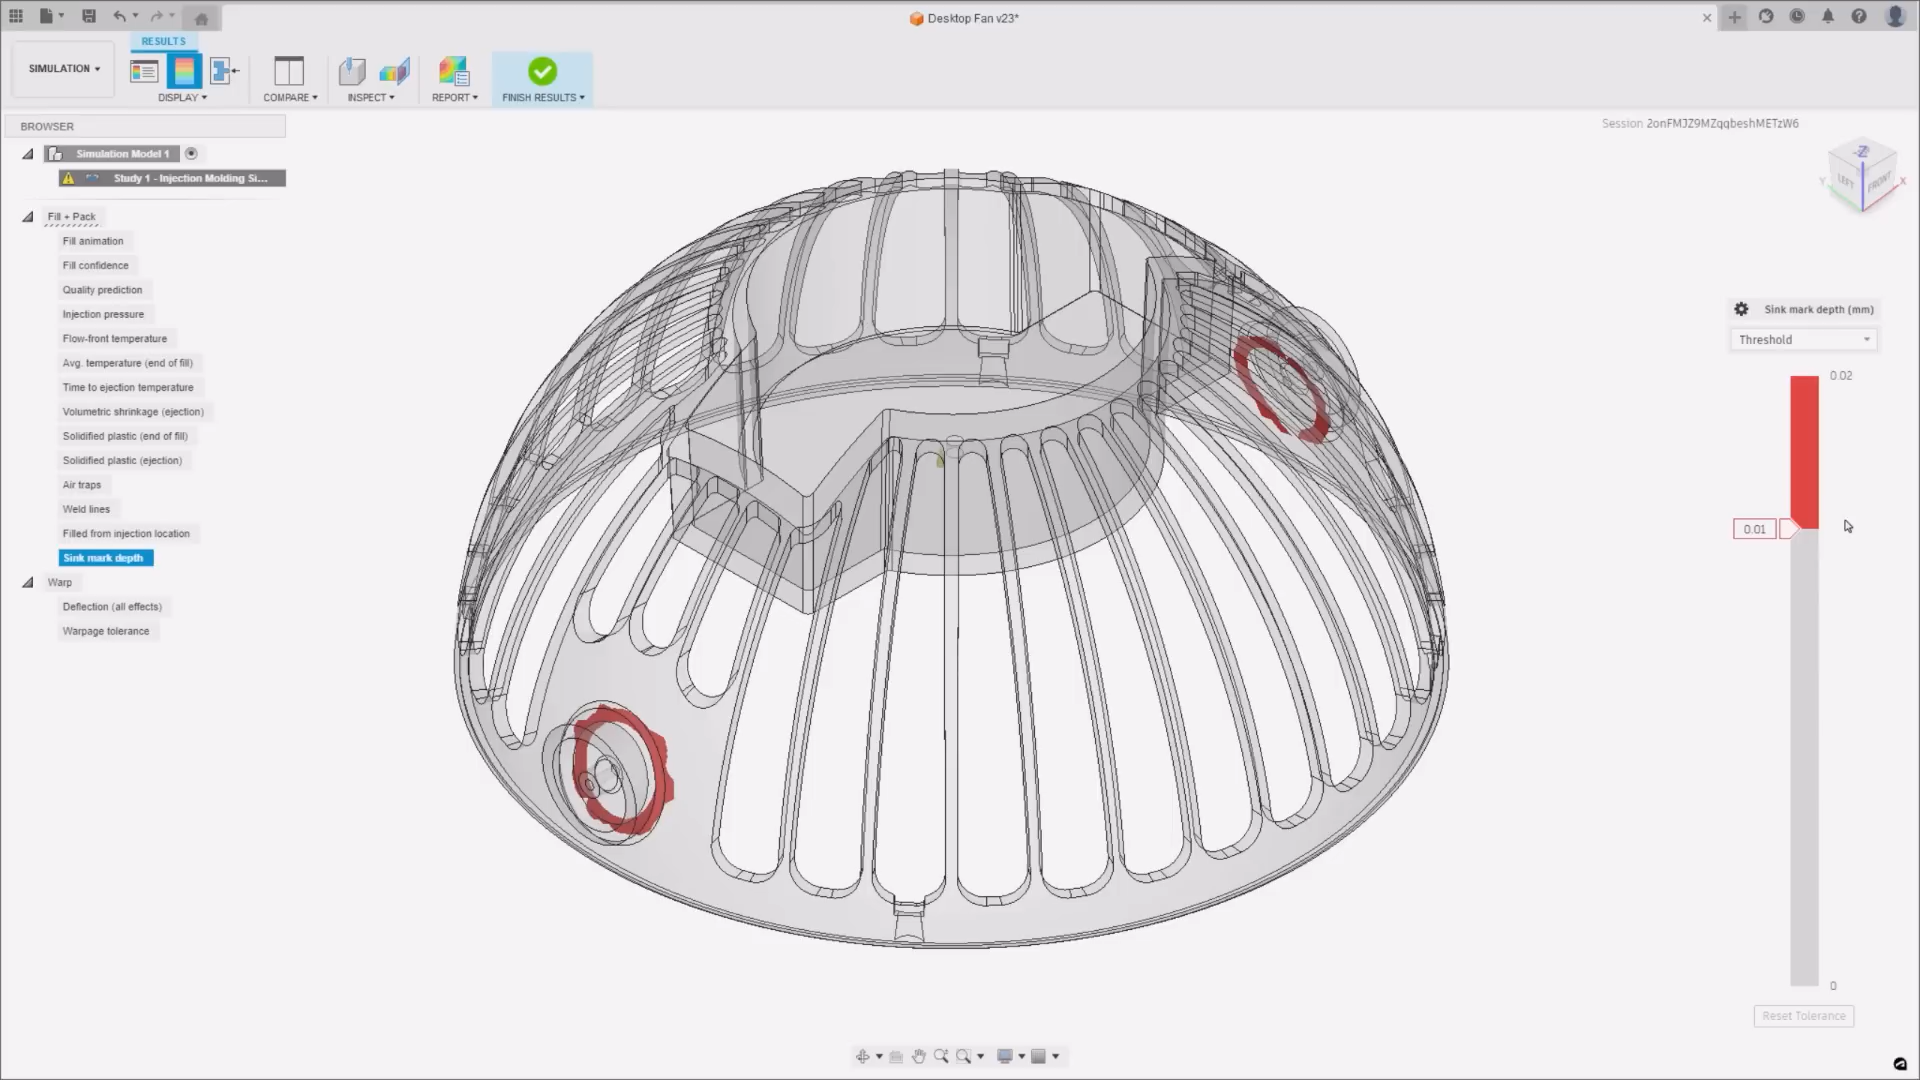 Desktop Fan v23*
RESULTS
SIMULATION
DISPLAY
COMPARE
INSPECT
REPORT
FINISH RESULTS
BROWSER
Session 2onFMJZ9MZqqbeshMETzW6
Simulation Model 1
Study 1 - Injection Molding Si...
Fill + Pack
Fill animation
Fill confidence
Quality prediction
Injection pressure
Flow-front temperature
Avg. temperature (end of fill)
Time to ejection temperature
Volumetric shrinkage (ejection)
Solidified plastic (end of fill)
Solidified plastic (ejection)
Air traps
Weld lines
Filled from injection location
Sink mark depth
Warp
Deflection (all effects)
Warpage tolerance
Z
LEFT
FRONT
Y
X
Sink mark depth (mm)
Threshold
0.02
0.01
0
Reset Tolerance